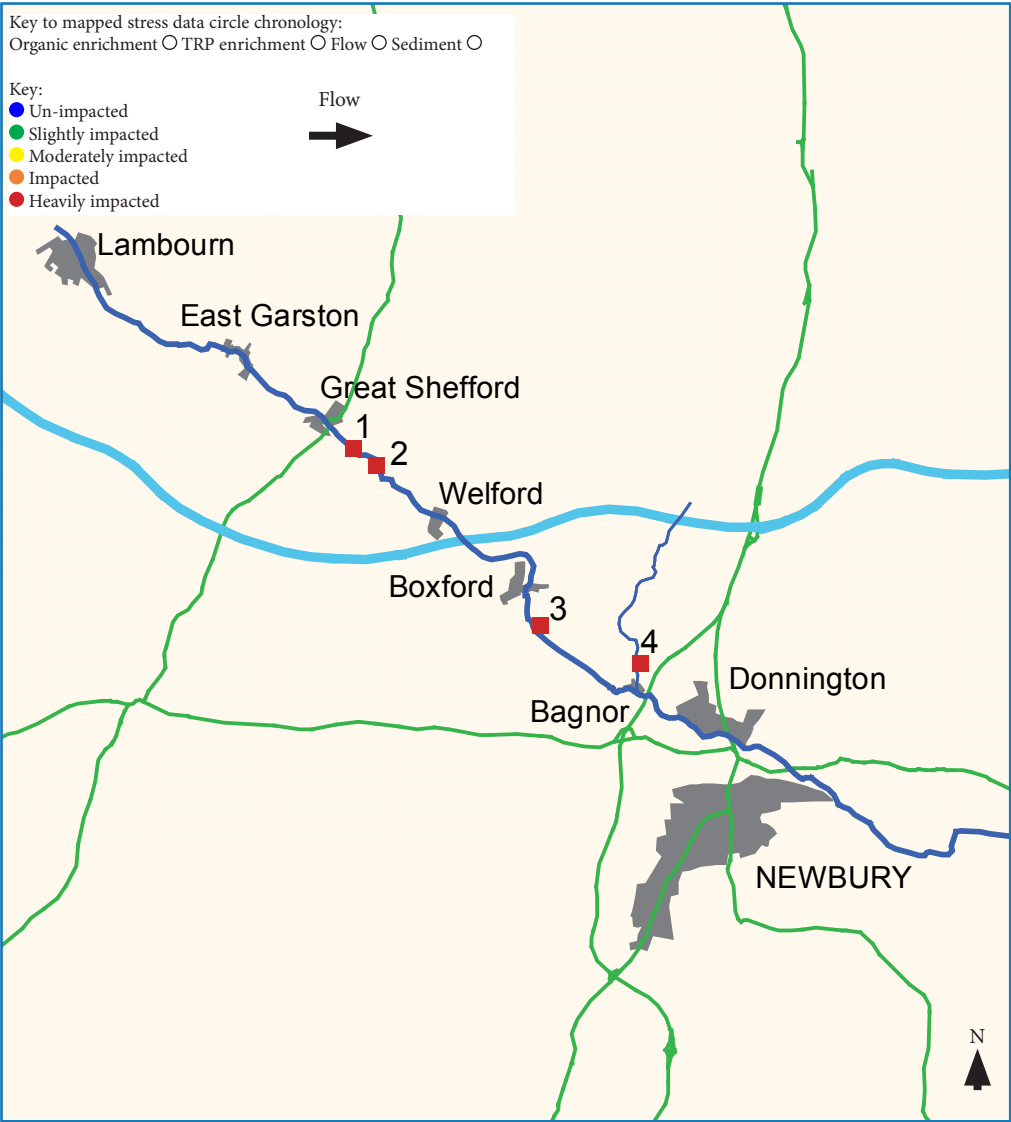 Key to mapped stress data circle chronology:
Organic enrichment TRP enrichment Flow Sediment
Key:
Un-impacted
Slightly impacted
Moderately impacted
Impacted
Heavily impacted
Flow
Lambourn
East Garston
Great Shefford
1
2
Welford
Boxford
3
4
Donnington
Bagnor
NEWBURY
N